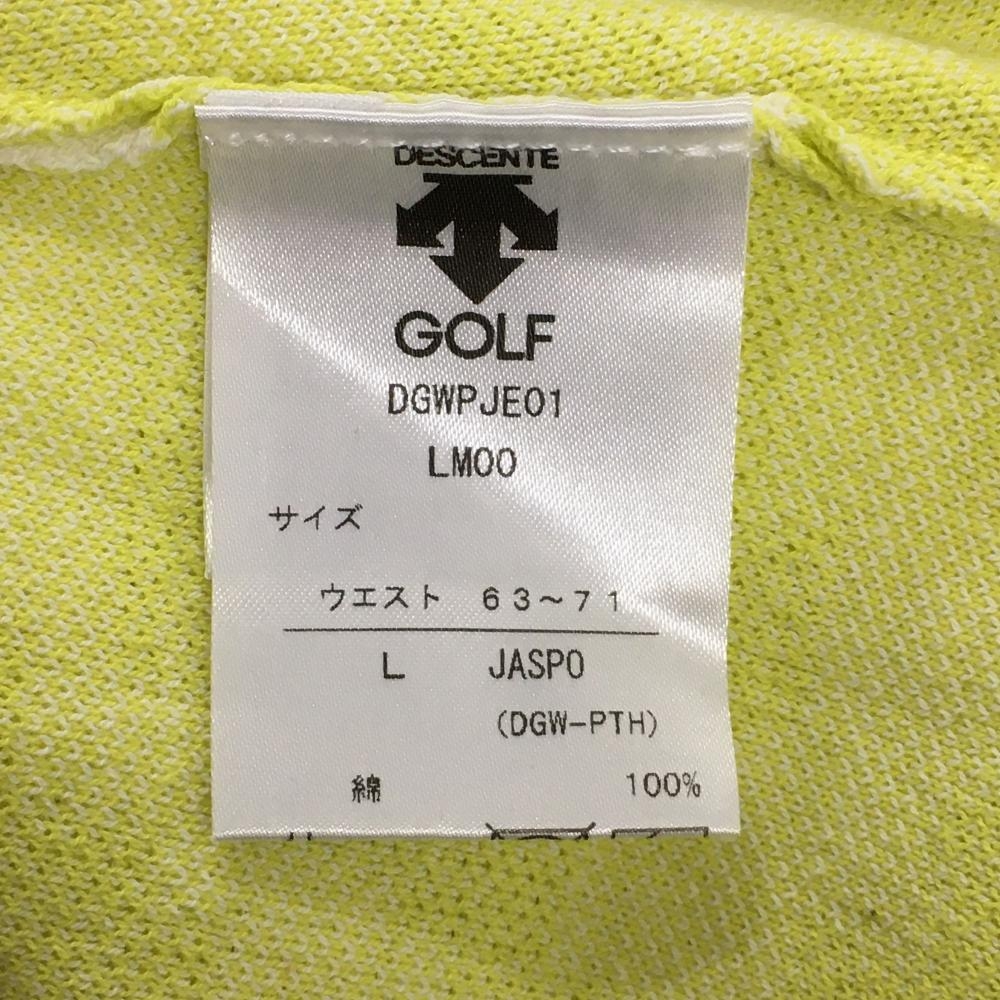 DESCENTE
GOLF
DGWPJE01
LM00
サイズ
ウエスト 63～71
L JASPO
(DGW-PTH)
綿 100%